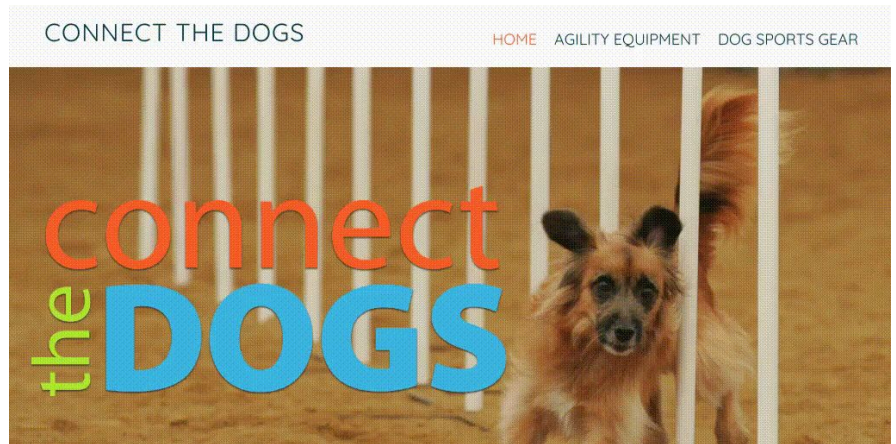 CONNECT THE DOGS
HOME AGILITY EQUIPMENT DOG SPORTS GEAR
connect
the DOGS